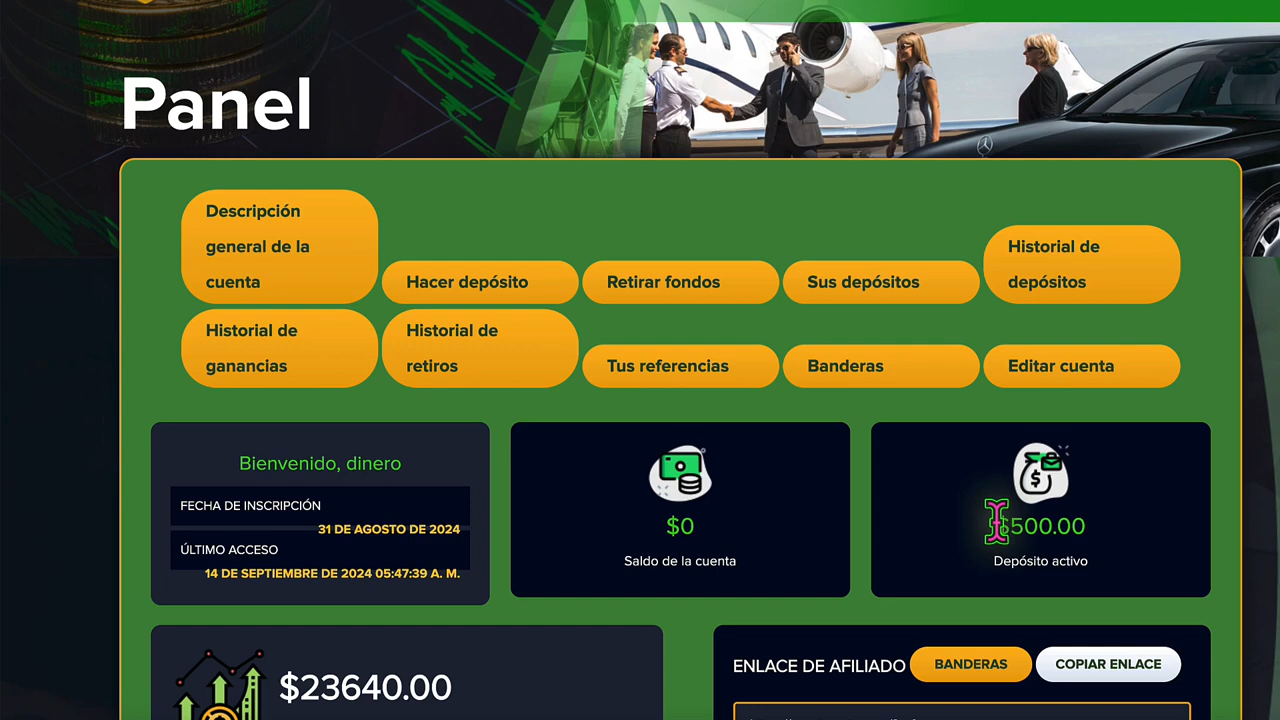 Panel
Descripción
general de la
cuenta
Hacer depósito
Retirar fondos
Sus depósitos
Historial de
depósitos
Historial de
ganancias
Historial de
retiros
Tus referencias
Banderas
Editar cuenta
Bienvenido, dinero
FECHA DE INSCRIPCIÓN
31 DE AGOSTO DE 2024
ÚLTIMO ACCESO
14 DE SEPTIEMBRE DE 2024 05:47:39 A. M.
$0
Saldo de la cuenta
$500.00
Depósito activo
$23640.00
ENLACE DE AFILIADO
BANDERAS
COPIAR ENLACE